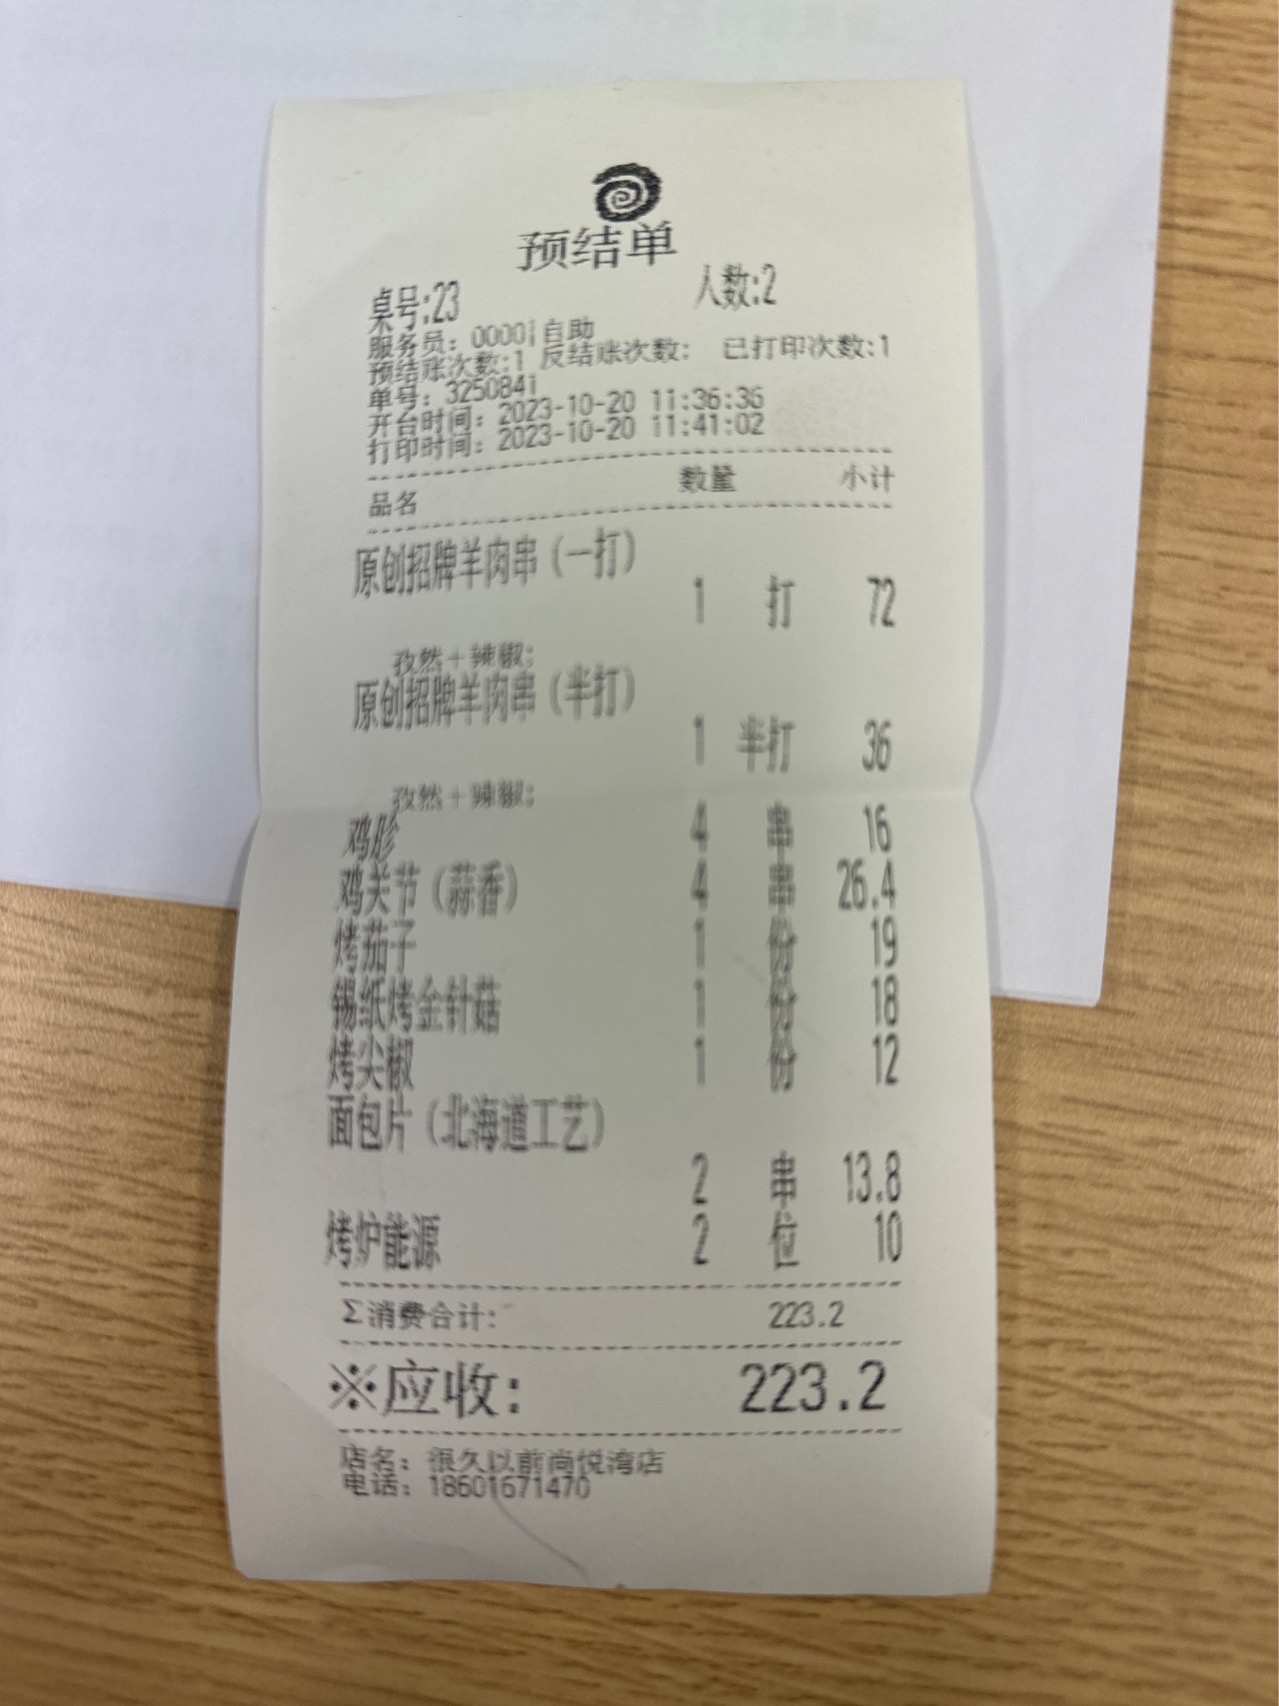 预结单
桌号:23 人数:2
服务员: 00001自助
预结账次数:1 反结账次数: 已打印次数:1
单号: 3250841
开台时间: 2023-10-20 11:36:36
打印时间: 2023-10-20 11:41:02
品名 数量 小计
原创招牌羊肉串(一打)
1 打 72
孜然+辣椒;
原创招牌羊肉串(半打)
1 半打 36
孜然+辣椒;
鸡胗 4 串 16
鸡关节(蒜香) 4 串 26.4
烤茄子 1 份 19
锡纸烤金针菇 1 份 18
烤尖椒 1 份 12
面包片(北海道工艺)
2 串 13.8
烤炉能源 2 位 10
Σ消费合计: 223.2
※应收: 223.2
店名: 很久以前尚悦湾店
电话: 18601671470